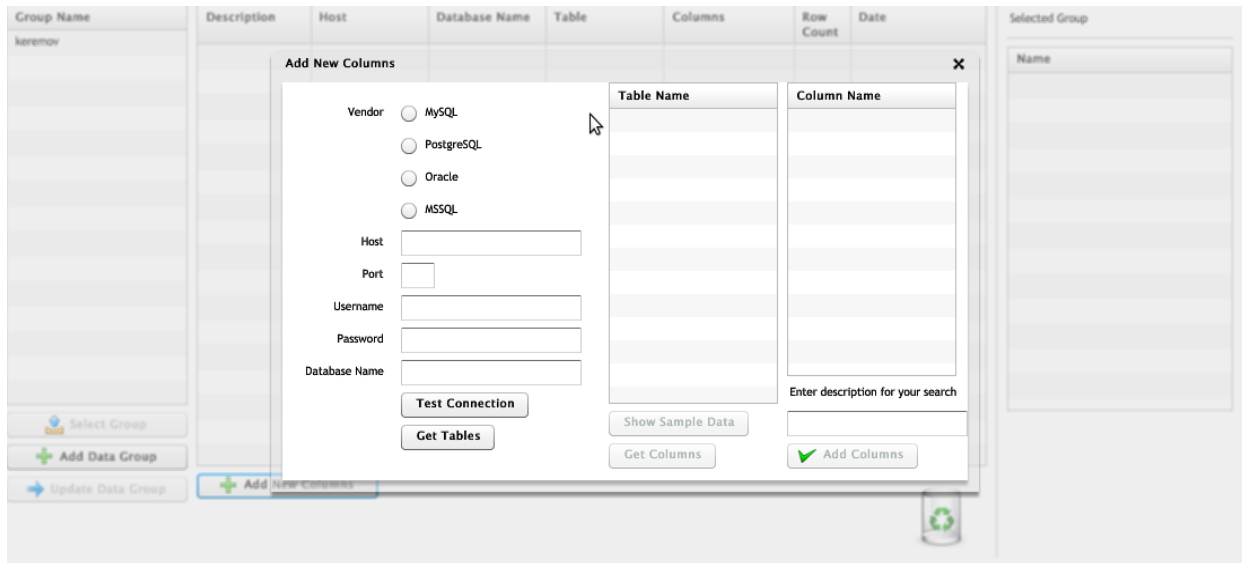 Group Name
Description
Host
Database Name
Table
Columns
Row
Count
Date
Selected Group
keremov
Name
Add New Columns
Vendor
MySQL
PostgreSQL
Oracle
MSSQL
Host
Port
Username
Password
Database Name
Test Connection
Get Tables
Table Name
Show Sample Data
Get Columns
Column Name
Enter description for your search
Add Columns
Select Group
Add Data Group
Update Data Group
Add New Columns